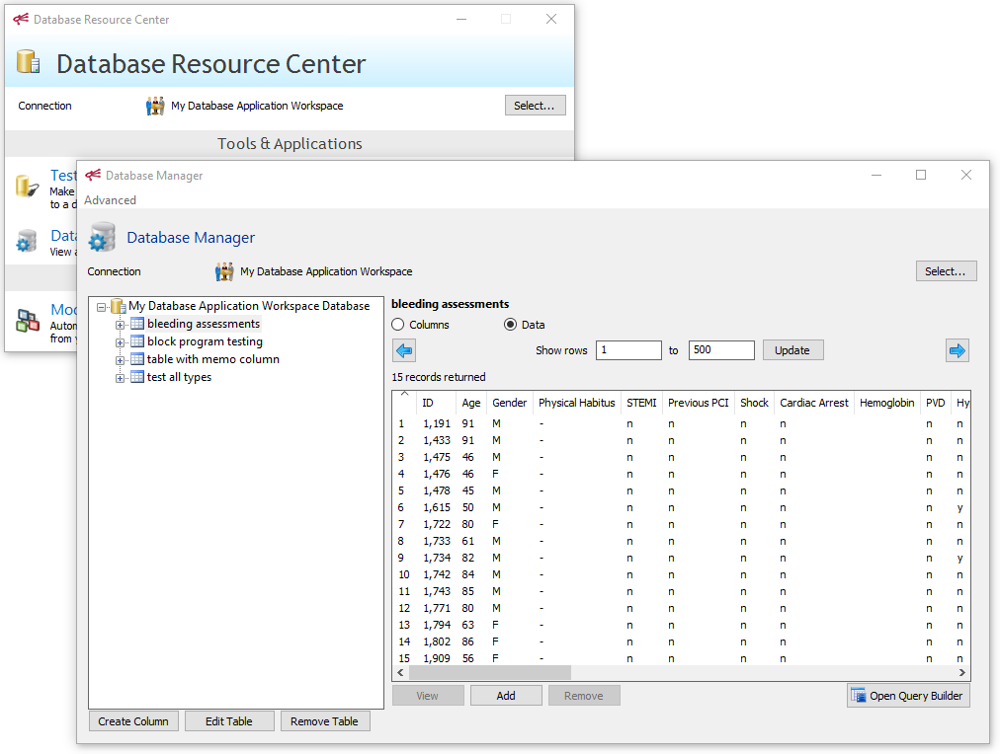 Database Resource Center
Database Resource Center
Connection My Database Application Workspace Select...
Tools & Applications
Test
Make
to a d
Data
View a
Mod
Auton
from y
Database Manager
Advanced
Database Manager
Connection My Database Application Workspace Select...
My Database Application Workspace Database
bleeding assessments
block program testing
table with memo column
test all types
Create Column Edit Table Remove Table
bleeding assessments
Columns Data
Show rows 1 to 500 Update
15 records returned
ID Age Gender Physical Habitus STEMI Previous PCI Shock Cardiac Arrest Hemoglobin PVD Hy
1 1,191 91 M - n n n n n n
2 1,433 91 M - n n n n n n
3 1,475 46 M - n n n n n n
4 1,476 46 F - n n n n n n
5 1,478 45 M - n n n n n n
6 1,615 50 M - n n n n n y
7 1,722 80 F - n n n n n n
8 1,733 61 M - n n n n n n
9 1,734 82 M - n n n n n y
10 1,742 84 M - n n n n n n
11 1,743 85 M - n n n n n n
12 1,771 80 M - n n n n n n
13 1,794 63 F - n n n n n n
14 1,802 86 F - n n n n n n
15 1,909 56 F - n n n n n n
View Add Remove Open Query Builder